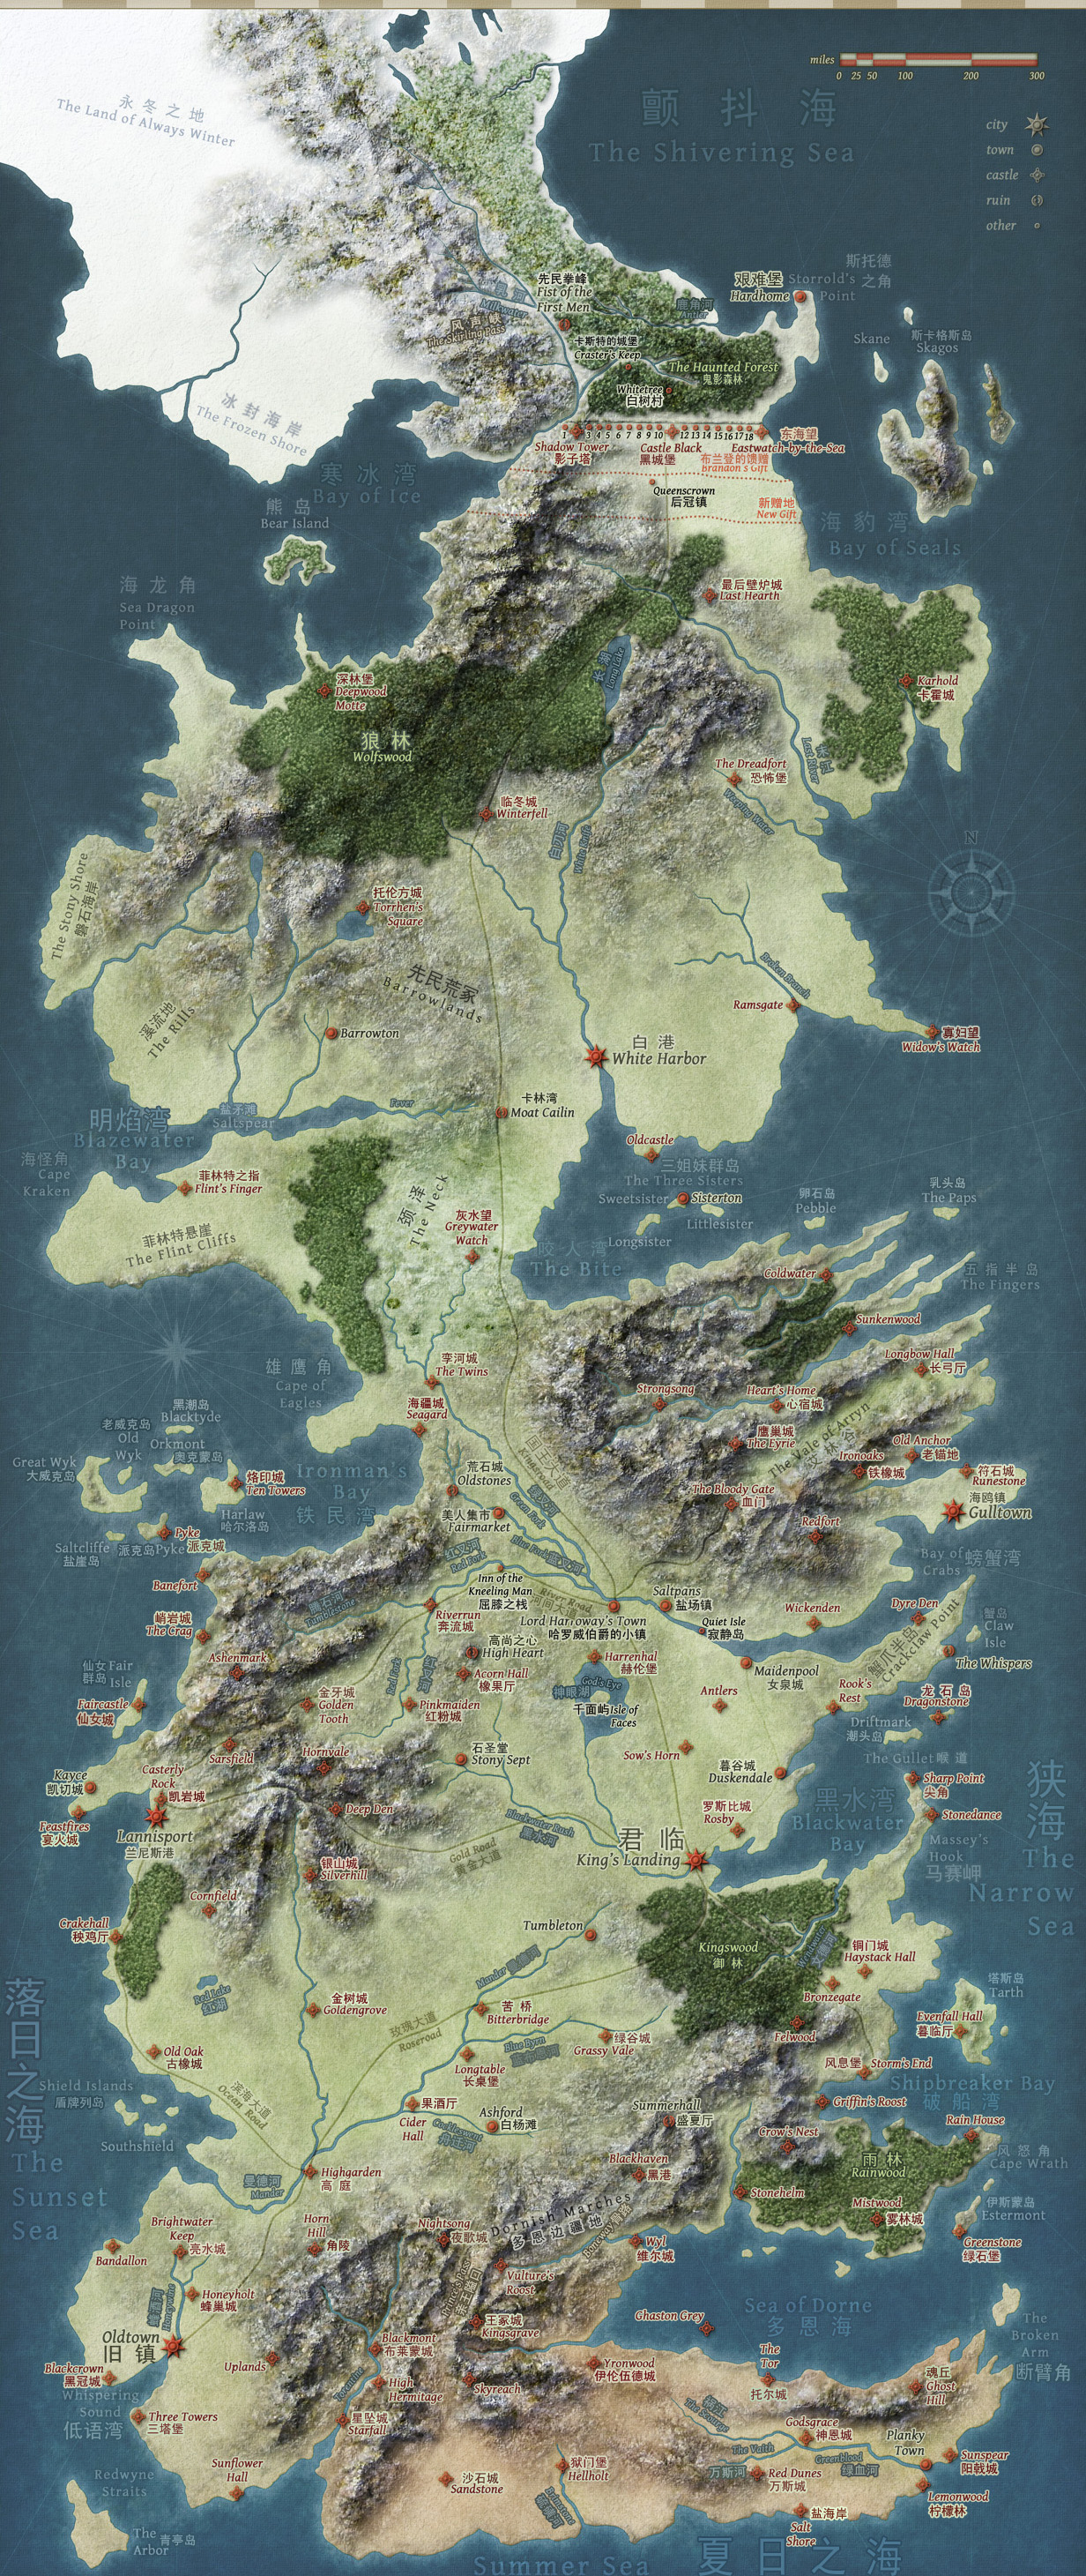 miles
0 25 50 100 200 300
city
town
castle
ruin
other
永冬之地
The Land of Always Winter
颤抖海
The Shivering Sea
斯托德之角
Storrold's Point
艰难堡
Hardhome
先民拳峰
Fist of the
First Men
Milkwater
鹿角河
Antler
风声峡
The Skirling Pass
卡斯特的城堡
Craster's Keep
The Haunted Forest
鬼影森林
Whitetree
白树村
Skane
斯卡格斯岛
Skagos
冰封海岸
The Frozen Shore
1 3 4 5 6 7 8 9 10 12 13 14 15 16 17 18
Shadow Tower
影子塔
Castle Black
黑城堡
东海望
Eastwatch-by-the-Sea
布兰登的馈赠
Brandon's Gift
Queenscrown
后冠镇
新赠地
New Gift
寒冰湾
Bay of Ice
熊岛
Bear Island
海豹湾
Bay of Seals
海龙角
Sea Dragon
Point
最后壁炉城
Last Hearth
长湖
Long Lake
深林堡
Deepwood
Motte
狼林
Wolfswood
Karhold
卡霍城
Last River
The Dreadfort
恐怖堡
Weeping Water
临冬城
Winterfell
白刃河
White Knife
The Stony Shore
磐石海岸
托伦方城
Torrhen's
Square
先民荒冢
Barrowlands
溪流地
The Rills
Barrowton
Broken Branch
Ramsgate
寡妇望
Widow's Watch
N
白港
White Harbor
卡林湾
Moat Cailin
Fever
盐矛滩
Saltspear
明焰湾
Blazewater
Bay
海怪角
Cape
Kraken
菲林特之指
Flint's Finger
菲林特悬崖
The Flint Cliffs
颈泽
The Neck
灰水望
Greywater
Watch
Oldcastle
三姐妹群岛
The Three Sisters
Sweetsister
Sisterton
Littlesister
Longsister
卵石岛
Pebble
乳头岛
The Paps
咬人湾
The Bite
五指半岛
The Fingers
Coldwater
Sunkenwood
Longbow Hall
长弓厅
孪河城
The Twins
海疆城
Seagard
雄鹰角
Cape of
Eagles
Strongsong
Heart's Home
心宿城
鹰巢城
The Eyrie
The Vale of Arryn
Old Anchor
老锚地
Ironoaks
铁橡城
符石城
Runestone
海鸥镇
Gulltown
The Bloody Gate
血门
Redfort
黑潮岛
Blacktyde
老威克岛
Old
Wyk
Orkmont
奥克蒙岛
Great Wyk
大威克岛
烙印城
Ten Towers
Harlaw
哈尔洛岛
Pyke
派克城
派克岛Pyke
Saltcliffe
盐崖岛
Ironman's
Bay
铁民湾
荒石城
Oldstones
美人集市
Fairmarket
Green Fork
Blue Fork
红叉河
Red Fork
Inn of the
Kneeling Man
屈膝之栈
River Road
Lord Harroway's Town
哈罗威伯爵的小镇
Saltpans
盐场镇
Quiet Isle
寂静岛
Wickenden
Bay of Crabs
螃蟹湾
Dyre Den
蟹爪半岛
Crackclaw Point
蟹岛
Claw
Isle
The Whispers
Banefort
峭岩城
The Crag
Tumblestone
Riverrun
奔流城
高尚之心
High Heart
Harrenhal
赫伦堡
Maidenpool
女泉城
Ashenmark
Acorn Hall
橡果厅
God's Eye
神眼湖
千面屿
Isle of
Faces
Antlers
Rook's
Rest
龙石岛
Dragonstone
Driftmark
潮头岛
仙女群岛
Fair
Isle
Faircastle
仙女城
金牙城
Golden
Tooth
Pinkmaiden
红粉城
Red Fork
红叉河
Sarsfield
Hornvale
石圣堂
Stony Sept
Sow's Horn
暮谷城
Duskendale
The Gullet 喉道
Sharp Point
尖角
Stonedance
Kayce
凯切城
Casterly
Rock
凯岩城
Feastfires
宴火城
Lannisport
兰尼斯港
Deep Den
Blackwater Rush
黑水河
罗斯比城
Rosby
黑水湾
Blackwater
Bay
Massey's
Hook
马赛岬
狭海
The
Narrow
Sea
君临
King's Landing
Gold Road
黄金大道
银山城
Silverhill
Cornfield
Crakehall
秧鸡厅
Tumbleton
Kingswood
御林
Wendwater
铜门城
Haystack Hall
Bronzegate
Felwood
塔斯岛
Tarth
Evenfall Hall
暮临厅
落日之海
The
Sunset
Sea
Red Lake
红湖
金树城
Goldengrove
Mander
苦桥
Bitterbridge
玫瑰大道
Roseroad
Blue Byrn
绿谷城
Grassy Vale
Old Oak
古橡城
滨海大道
Ocean Road
Longtable
长桌堡
风息堡
Storm's End
Shipbreaker Bay
破船湾
Shield Islands
盾牌列岛
Southshield
果酒厅
Cider
Hall
Ashford
白杨滩
Cockleswent
Summerhall
盛夏厅
Griffin's Roost
Crow's Nest
Rain House
雨林
Rainwood
风怒角
Cape Wrath
Highgarden
高庭
曼德河
Mander
Blackhaven
黑港
Stonehelm
Mistwood
雾林城
伊斯蒙岛
Estermont
Greenstone
绿石堡
Brightwater
Keep
亮水城
Bandallon
Horn
Hill
角陵
Nightsong
夜歌城
Dornish Marches
多恩边疆地
Boneway
Wyl
维尔城
Vulture's
Roost
Prince's Pass
Honeyholt
蜂巢城
Honeywine
Oldtown
旧镇
王冢城
Kingsgrave
Ghaston Grey
Sea of Dorne
多恩海
The
Broken
Arm
断臂角
Blackcrown
黑冠城
Uplands
Blackmont
布莱蒙城
Yronwood
伊伦伍德城
The
Tor
托尔城
Whispering
Sound
低语湾
High
Hermitage
Skyreach
Torentine
魂丘
Ghost
Hill
Three Towers
三塔堡
星坠城
Starfall
The Scourge
Godsgrace
神恩城
The Vaith
万斯河
Greenblood
绿血河
Planky
Town
Sunspear
阳戟城
Redwyne
Straits
Sunflower
Hall
沙石城
Sandstone
狱门堡
Hellholt
Brimstone
Red Dunes
万斯城
Lemonwood
柠檬林
盐海岸
Salt
Shore
The
Arbor
青亭岛
Summer Sea
夏日之海